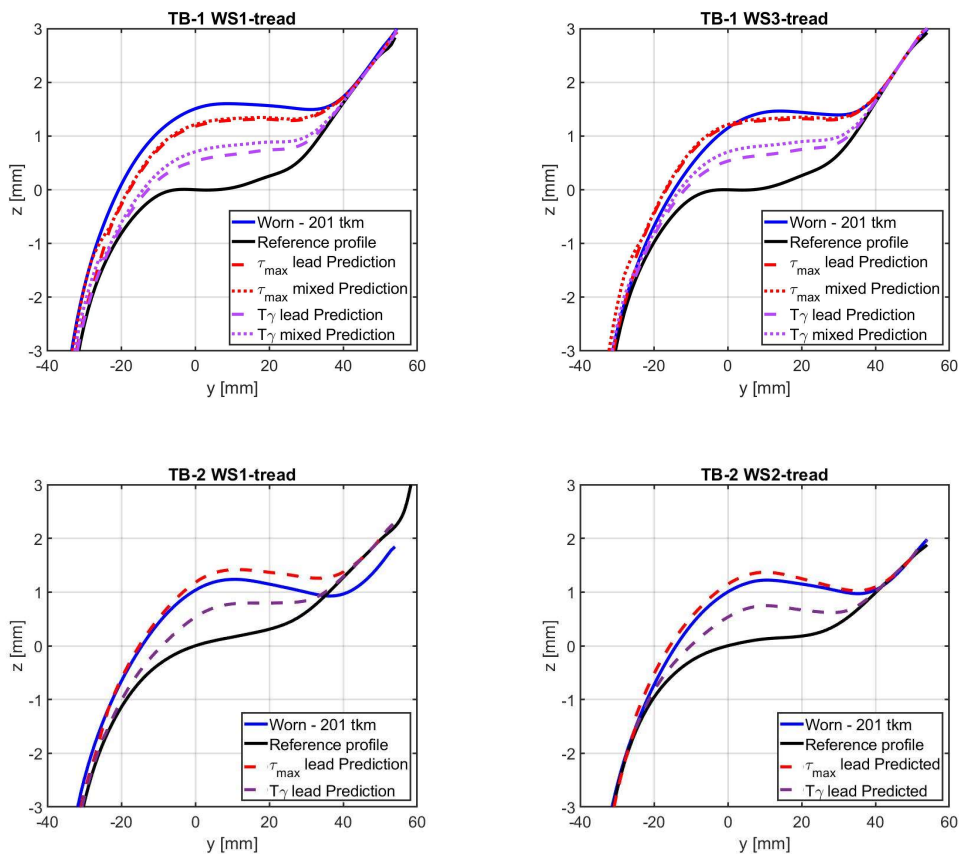 TB-1 WS1-tread
3
2
1
0
-1
-2
-3
z [mm]
-40
-20
0
20
40
60
y [mm]
Worn - 201 tkm
Reference profile
τmax lead Prediction
τmax mixed Prediction
Tγ lead Prediction
Tγ mixed Prediction
TB-1 WS3-tread
3
2
1
0
-1
-2
-3
z [mm]
-40
-20
0
20
40
60
y [mm]
Worn - 201 tkm
Reference profile
τmax lead Prediction
τmax mixed Prediction
Tγ lead Prediction
Tγ mixed Prediction
TB-2 WS1-tread
3
2
1
0
-1
-2
-3
z [mm]
-40
-20
0
20
40
60
y [mm]
Worn - 201 tkm
Reference profile
τmax lead Prediction
Tγ lead Prediction
TB-2 WS2-tread
3
2
1
0
-1
-2
-3
z [mm]
-40
-20
0
20
40
60
y [mm]
Worn - 201 tkm
Reference profile
τmax lead Predicted
Tγ lead Predicted